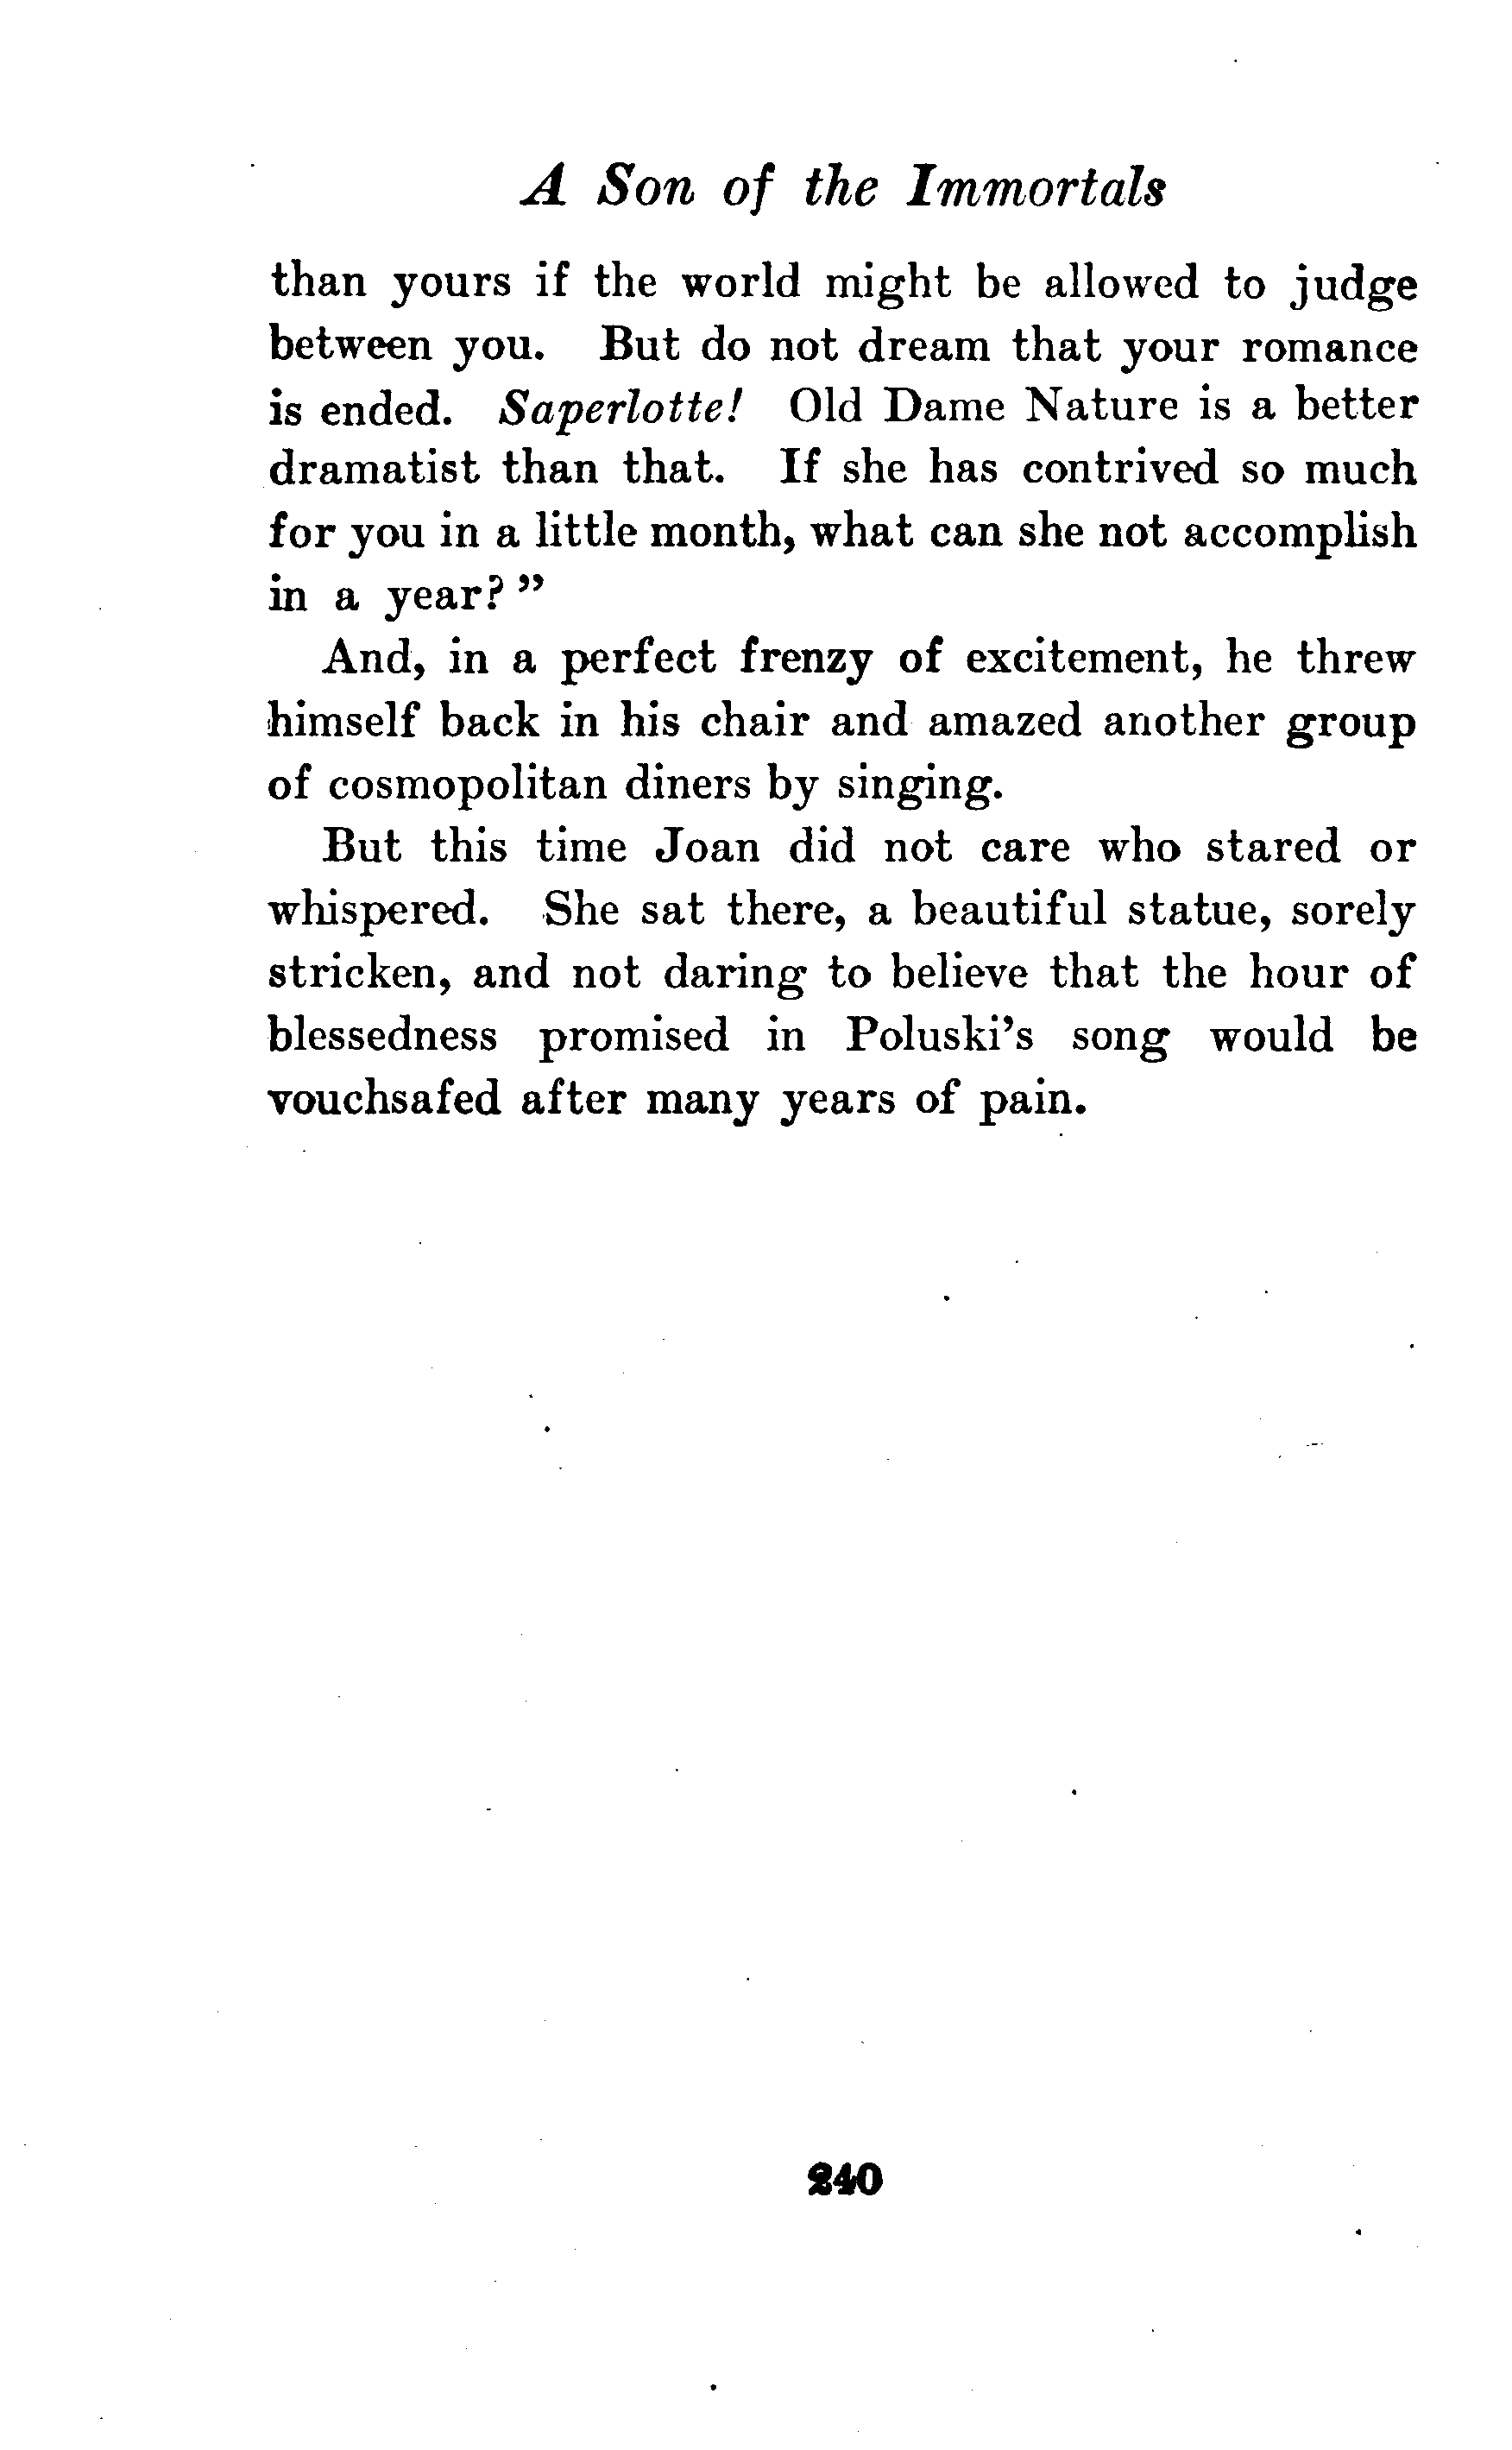 A Son of the Immortals
than yours if the world might be allowed to judge
between you. But do not dream that your romance
is ended. Saperlotte! Old Dame Nature is a better
dramatist than that. If she has contrived so much
for you in a little month, what can she not accomplish
in a year?"
And, in a perfect frenzy of excitement, he threw
himself back in his chair and amazed another group
of cosmopolitan diners by singing.
But this time Joan did not care who stared or
whispered. She sat there, a beautiful statue, sorely
stricken, and not daring to believe that the hour of
blessedness promised in Poluski's song would be
vouchsafed after many years of pain.
240